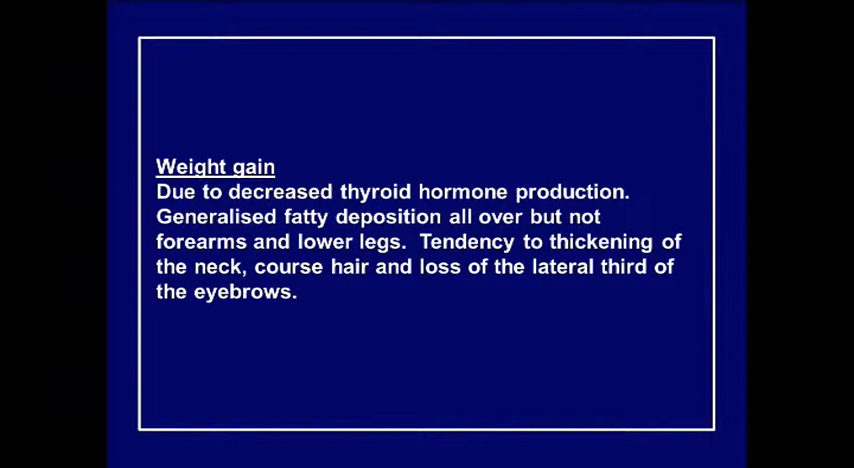 Weight gain
Due to decreased thyroid hormone production.
Generalised fatty deposition all over but not
forearms and lower legs.  Tendency to thickening of
the neck, course hair and loss of the lateral third of
the eyebrows.